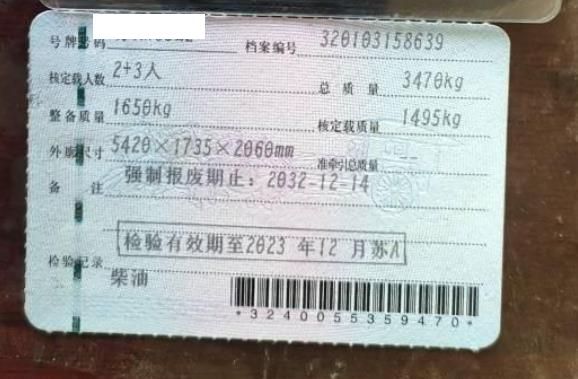 号牌号码
档案编号 320103158639
核定载人数 2+3人
总质量 3470kg
整备质量 1650kg
核定载质量 1495kg
外廓尺寸 5420×1735×2060mm
准牵引总质量 --
备注 强制报废期止：2032-12-14
检验有效期至2023 年12 月苏A
检验记录
柴油
*3240055359470*